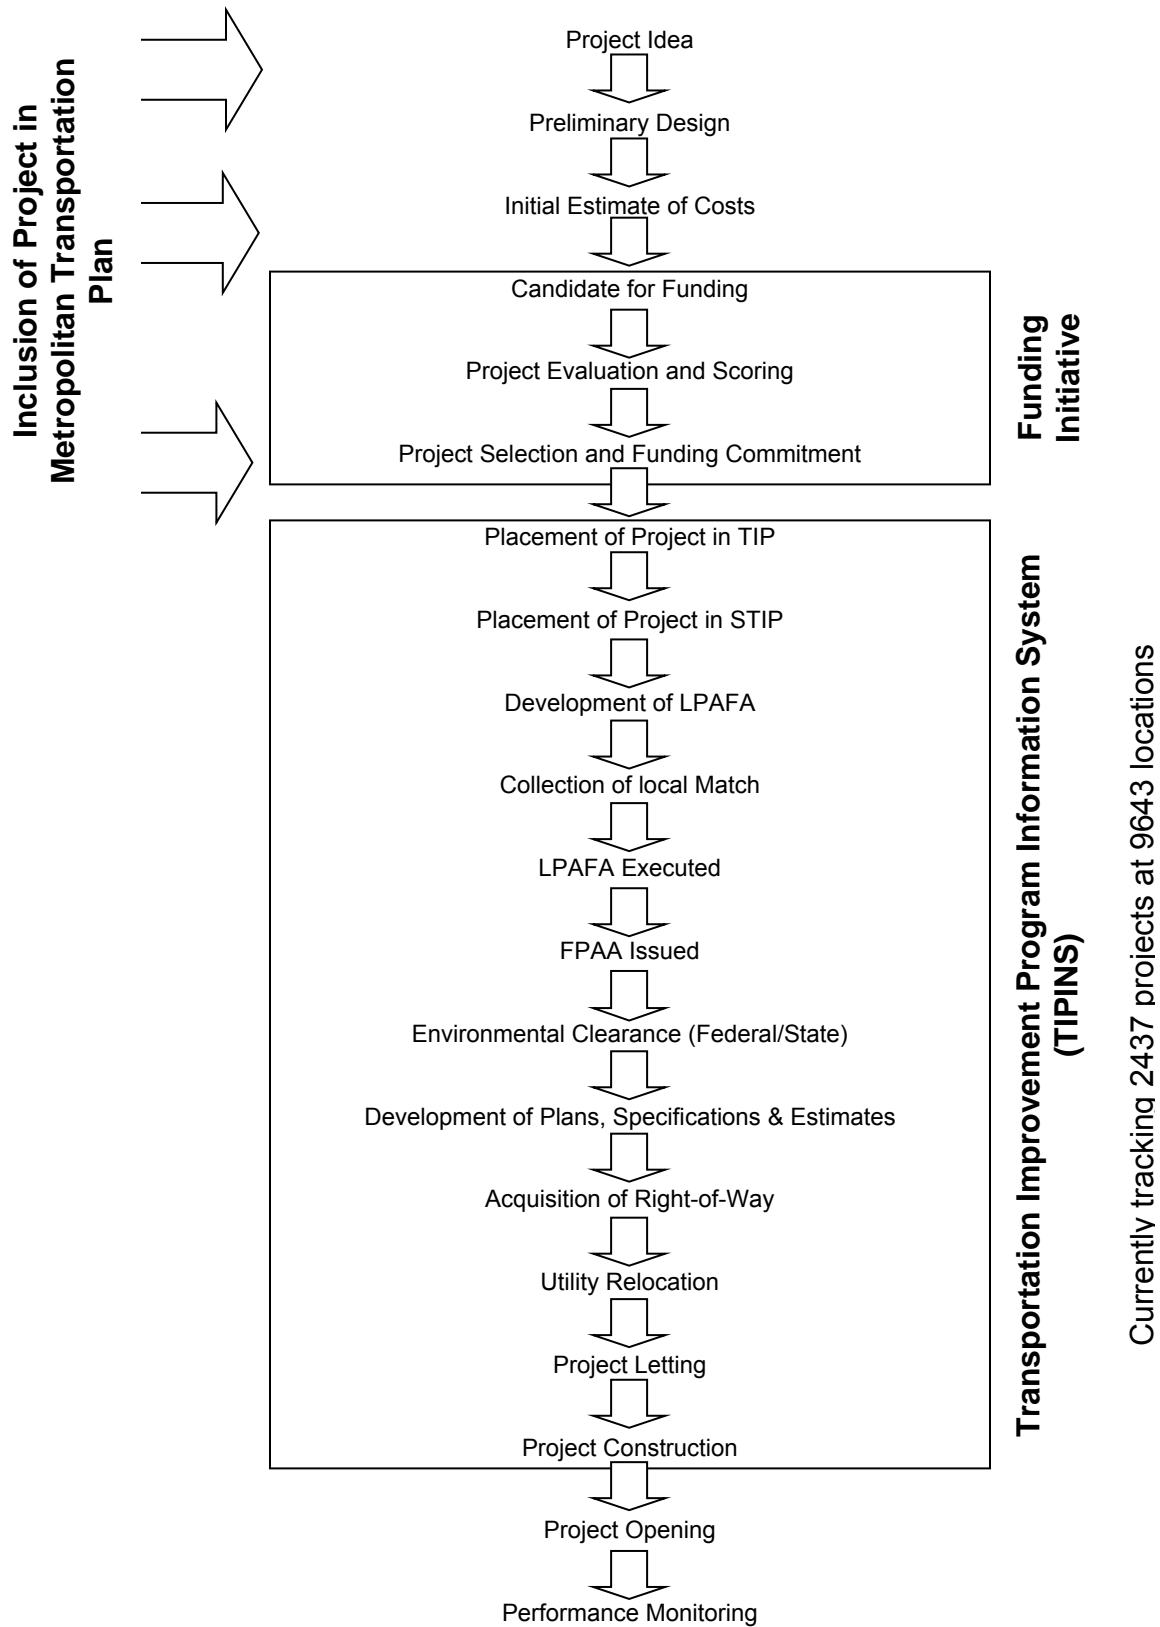 Inclusion of Project in
Metropolitan Transportation
Plan
Project Idea
Preliminary Design
Initial Estimate of Costs
Candidate for Funding
Project Evaluation and Scoring
Project Selection and Funding Commitment
Funding
Initiative
Placement of Project in TIP
Placement of Project in STIP
Development of LPAFA
Collection of local Match
LPAFA Executed
FPAA Issued
Environmental Clearance (Federal/State)
Development of Plans, Specifications & Estimates
Acquisition of Right-of-Way
Utility Relocation
Project Letting
Project Construction
Transportation Improvement Program Information System
(TIPINS)
Currently tracking 2437 projects at 9643 locations
Project Opening
Performance Monitoring